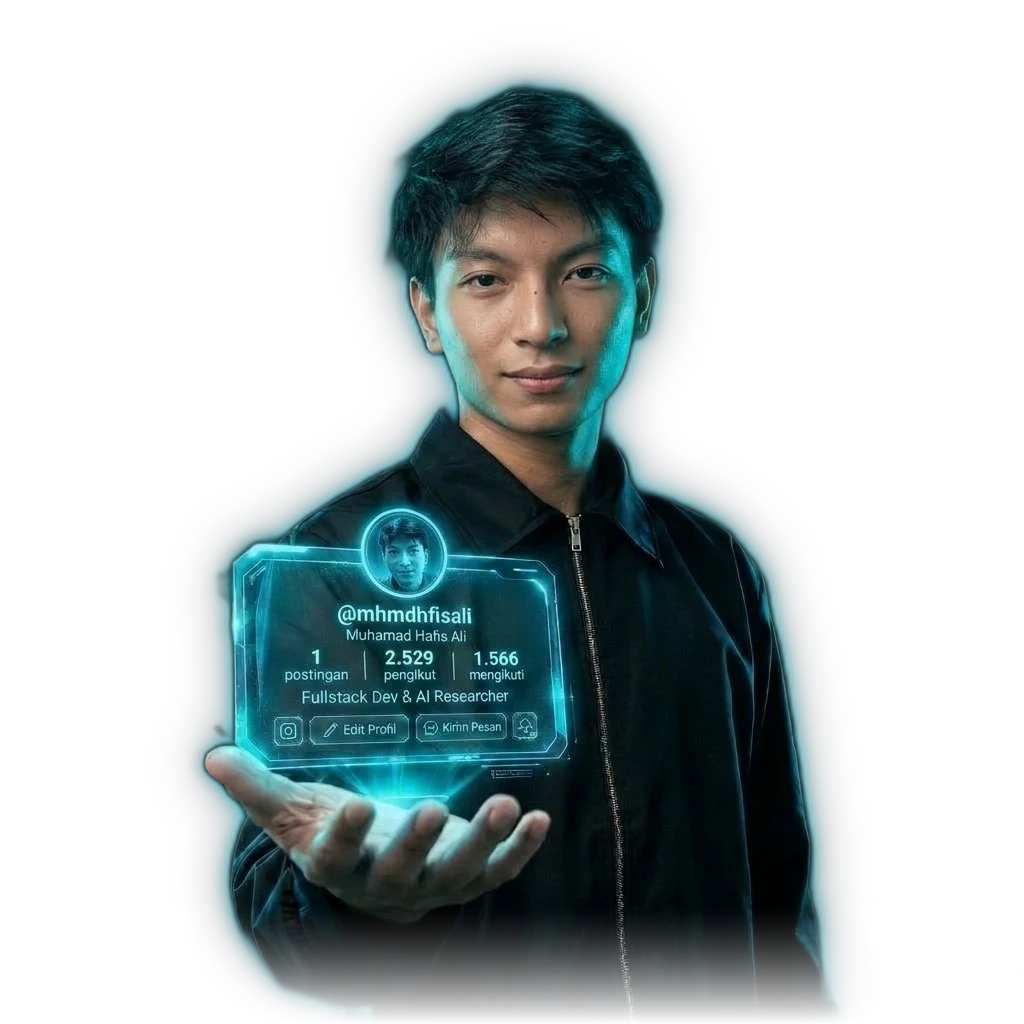 @mhmdhfisali
Muhamad Hafis Ali
1 2.529 1.566
postingan pengikut mengikuti
Fullstack Dev & AI Researcher
Edit Profil Kirim Pesan